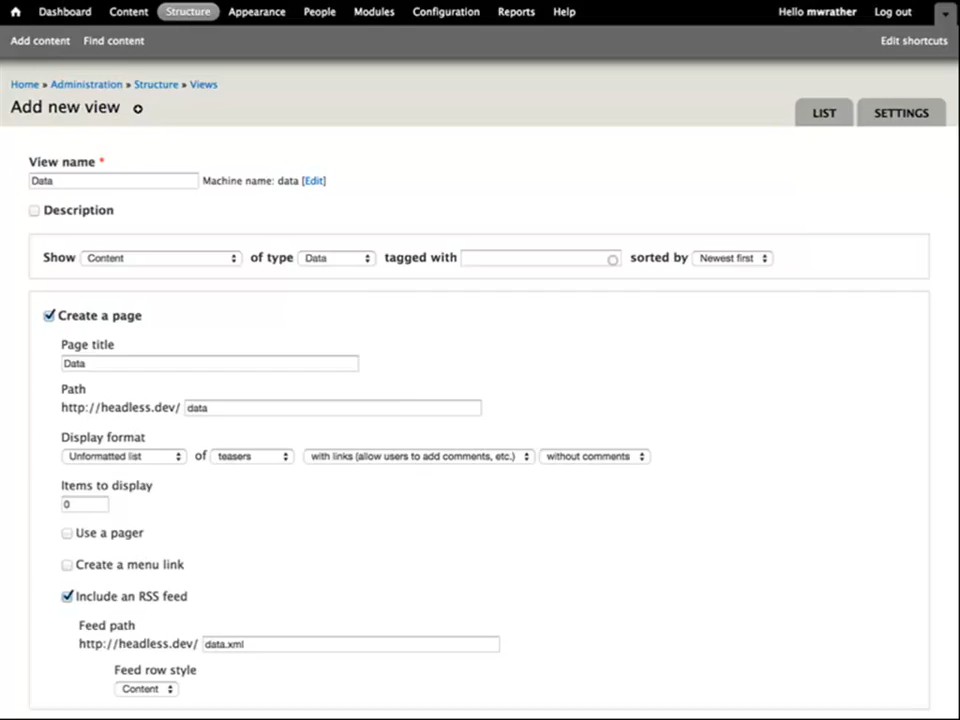 Dashboard Content Structure Appearance People Modules Configuration Reports Help Hello mwrather Log out
Add content Find content Edit shortcuts
Home » Administration » Structure » Views
Add new view
LIST SETTINGS
View name *
Data Machine name: data [Edit]
Description
Show Content of type Data tagged with sorted by Newest first
Create a page
Page title
Data
Path
http://headless.dev/ data
Display format
Unformatted list of teasers with links (allow users to add comments, etc.) without comments
Items to display
0
Use a pager
Create a menu link
Include an RSS feed
Feed path
http://headless.dev/ data.xml
Feed row style
Content